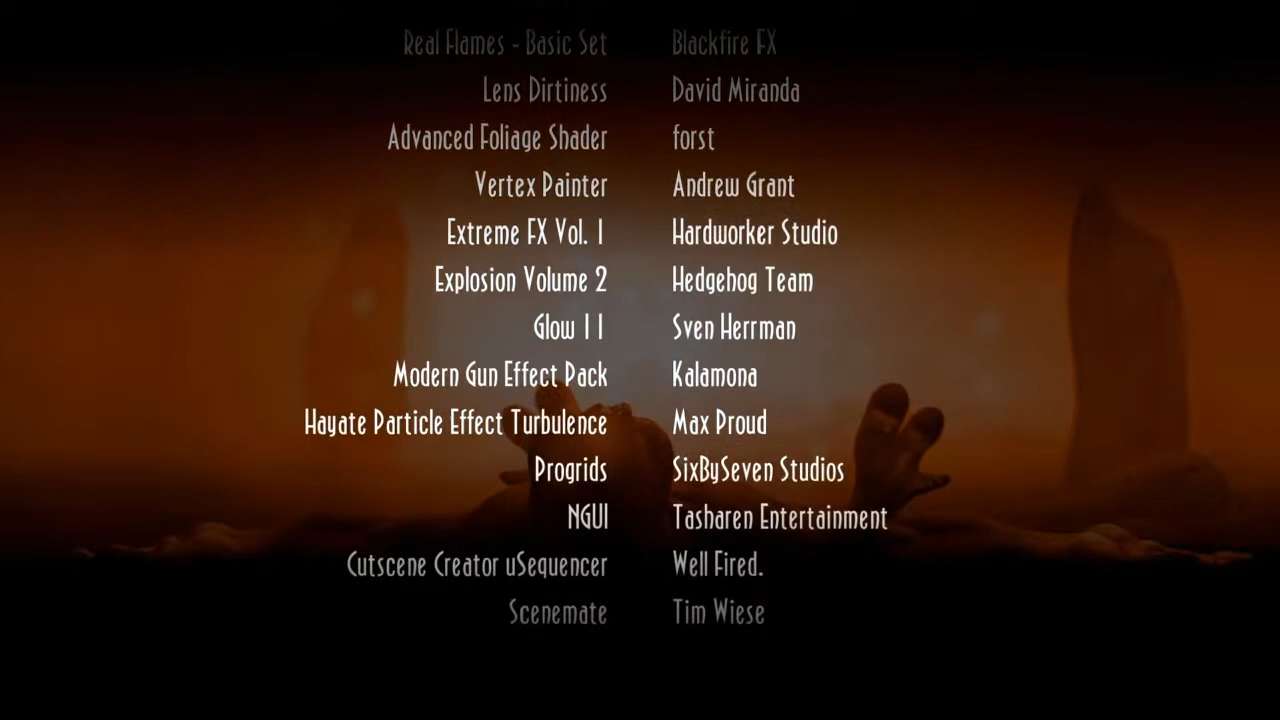 Real Flames - Basic Set Blackfire FX
Lens Dirtiness David Miranda
Advanced Foliage Shader forst
Vertex Painter Andrew Grant
Extreme FX Vol. 1 Hardworker Studio
Explosion Volume 2 Hedgehog Team
Glow 11 Sven Herrman
Modern Gun Effect Pack Kalamona
Hayate Particle Effect Turbulence Max Proud
Progrids SixBySeven Studios
NGUI Tasharen Entertainment
Cutscene Creator uSequencer Well Fired.
Scenemate Tim Wiese